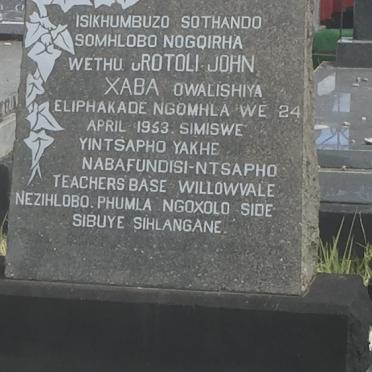 ISIKHUMBUZO SOTHANDO
SOMHLOBO NOGQIRHA
WETHU UROTOLI JOHN
XABA OWALISHIYA
ELIPHAKADE NGOMHLA WE 24
APRIL 1953. SIMISWE
YINTSAPHO YAKHE
NABAFUNDISI-NTSAPHO
TEACHERS BASE WILLOWVALE
NEZIHLOBO. PHUMLA NGOXOLO SIDE
SIBUYE SIHLANGANE.